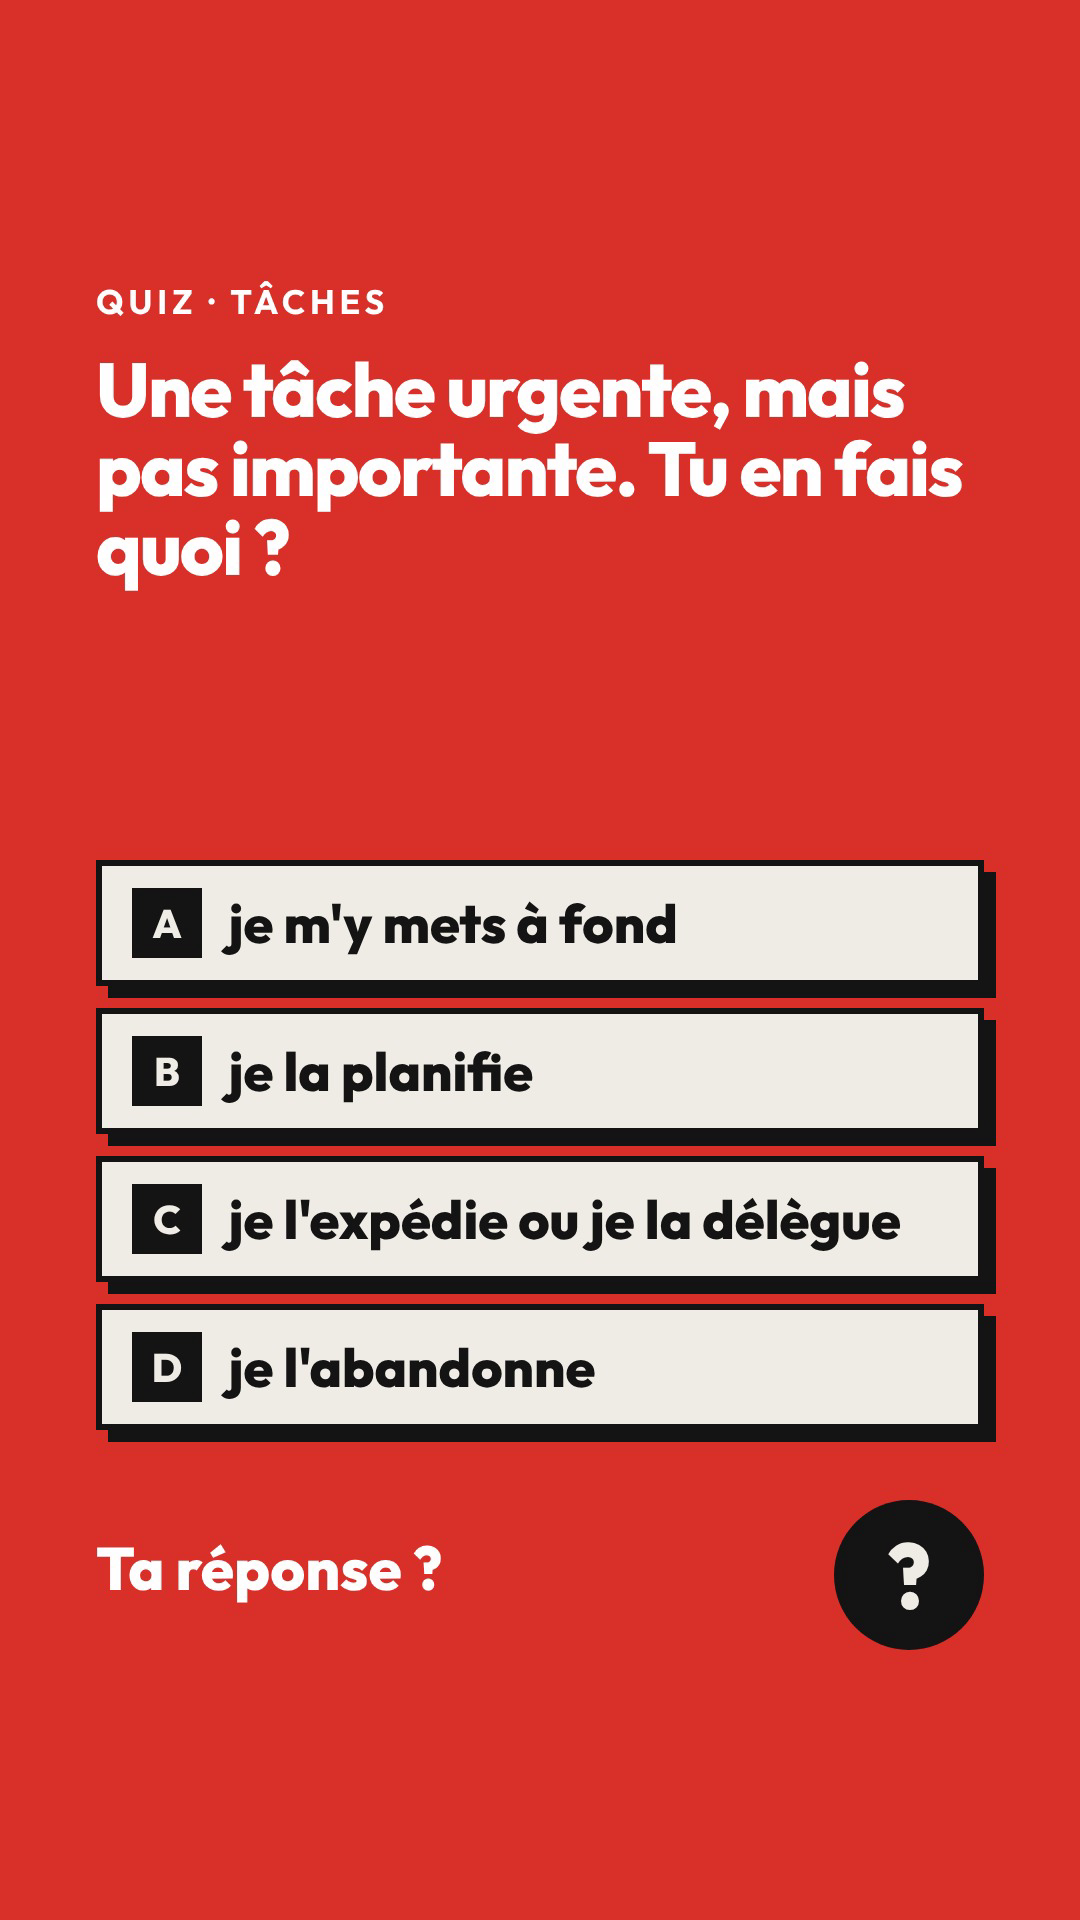 QUIZ · TÂCHES
Une tâche urgente, mais
pas importante. Tu en fais
quoi ?
A je m'y mets à fond
B je la planifie
C je l'expédie ou je la délègue
D je l'abandonne
Ta réponse ?
?